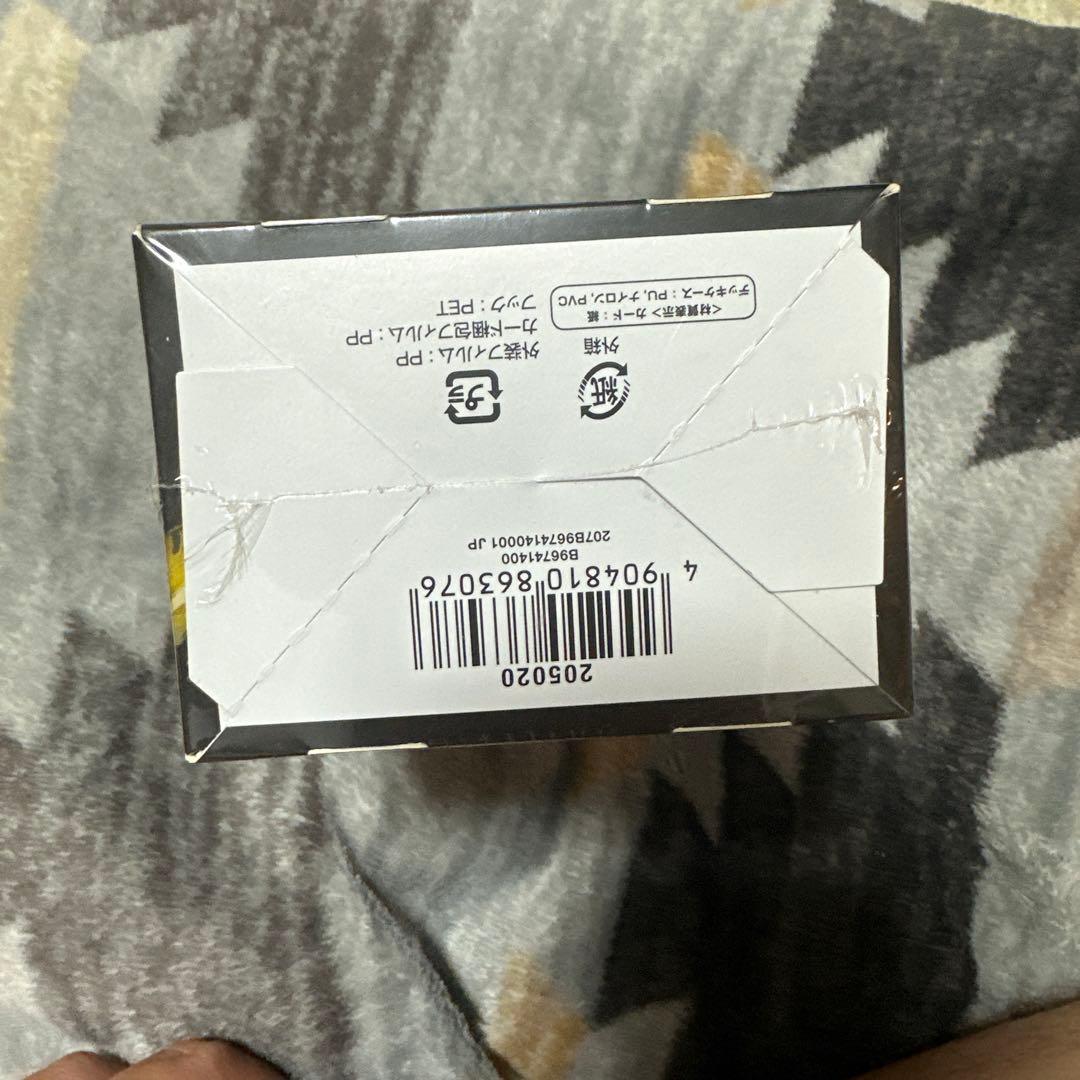 205020
4 904810 863076
B96741400
207B9674140001 JP
紙
外箱
プラ
外装フィルム：PP
カード梱包フィルム：PP
フック：PET
＜材質表示＞カード：紙
デッキケース：PU,ナイロン,PVC